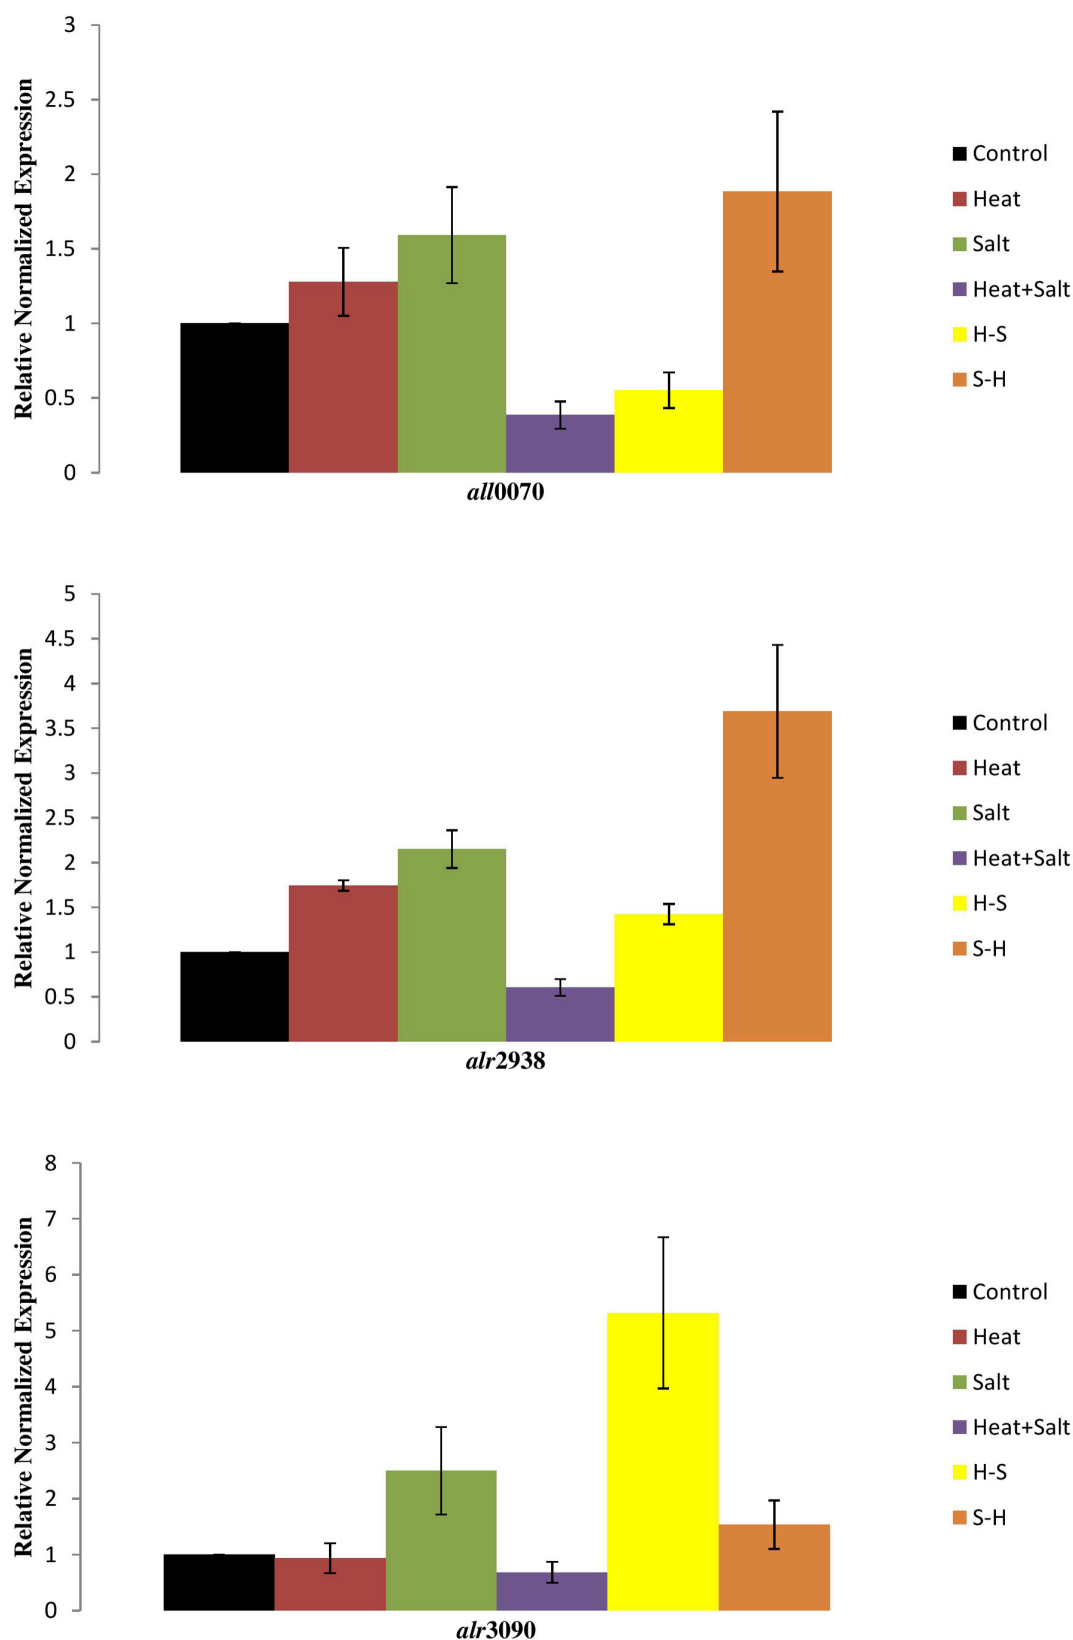 Relative Normalized Expression
3
2.5
2
1.5
1
0.5
0
all0070
Control
Heat
Salt
Heat+Salt
H-S
S-H
Relative Normalized Expression
5
4.5
4
3.5
3
2.5
2
1.5
1
0.5
0
alr2938
Control
Heat
Salt
Heat+Salt
H-S
S-H
Relative Normalized Expression
8
7
6
5
4
3
2
1
0
alr3090
Control
Heat
Salt
Heat+Salt
H-S
S-H